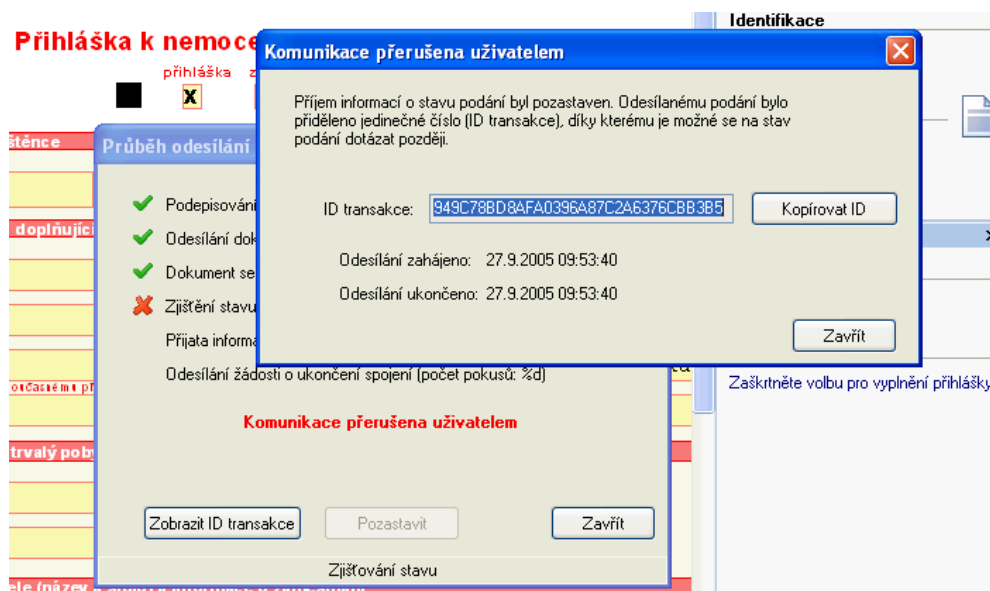 Identifikace
Přihláška k nemoce
přihláška z
X
Komunikace přerušena uživatelem
Příjem informací o stavu podání byl pozastaven. Odesílanému podání bylo
přiděleno jedinečné číslo (ID transakce), díky kterému je možné se na stav
podání dotázat později.
ID transakce: 949C78BD8AFA0396A87C2A6376CBB3B5 Kopírovat ID
Odesílání zahájeno: 27.9.2005 09:53:40
Odesílání ukončeno: 27.9.2005 09:53:40
Zavřít
štěnce
Průběh odesílání
Podepisování
doplňujíc
Odesílání dok
Dokument se
Zjištění stavu
Přijata informa
Odesílání žádosti o ukončení spojení (počet pokusů: %d)
Zaškrtněte volbu pro vyplnění přihlášky
Komunikace přerušena uživatelem
trvalý poby
Zobrazit ID transakce Pozastavit Zavřít
Zjišťování stavu